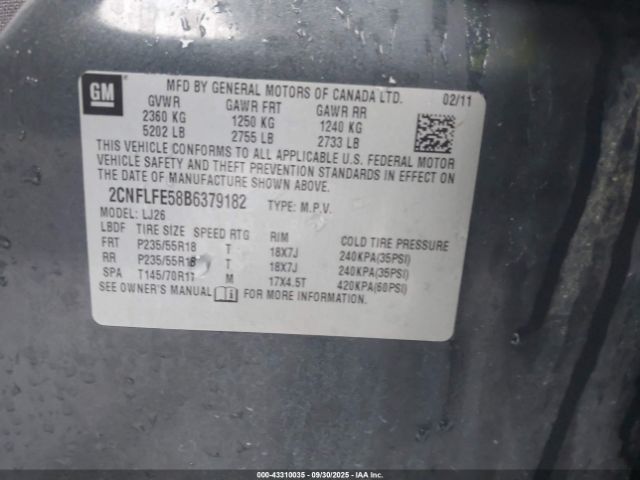 GM
MFD BY GENERAL MOTORS OF CANADA LTD. 02/11
GVWR GAWR FRT GAWR RR
2360 KG 1250 KG 1240 KG
5202 LB 2755 LB 2733 LB
THIS VEHICLE CONFORMS TO ALL APPLICABLE U.S. FEDERAL MOTOR
VEHICLE SAFETY AND THEFT PREVENTION STANDARDS IN EFFECT ON
THE DATE OF MANUFACTURE SHOWN ABOVE.
2CNFLFE58B6379182 TYPE: M.P.V.
MODEL: LJ26
LBDF TIRE SIZE SPEED RTG RIM COLD TIRE PRESSURE
FRT P235/55R18 T 18X7J 240KPA(35PSI)
RR P235/55R18 T 18X7J 240KPA(35PSI)
SPA T145/70R17 M 17X4.5T 420KPA(60PSI)
SEE OWNER'S MANUAL FOR MORE INFORMATION.
000-43310035 - 09/30/2025 - IAA Inc.